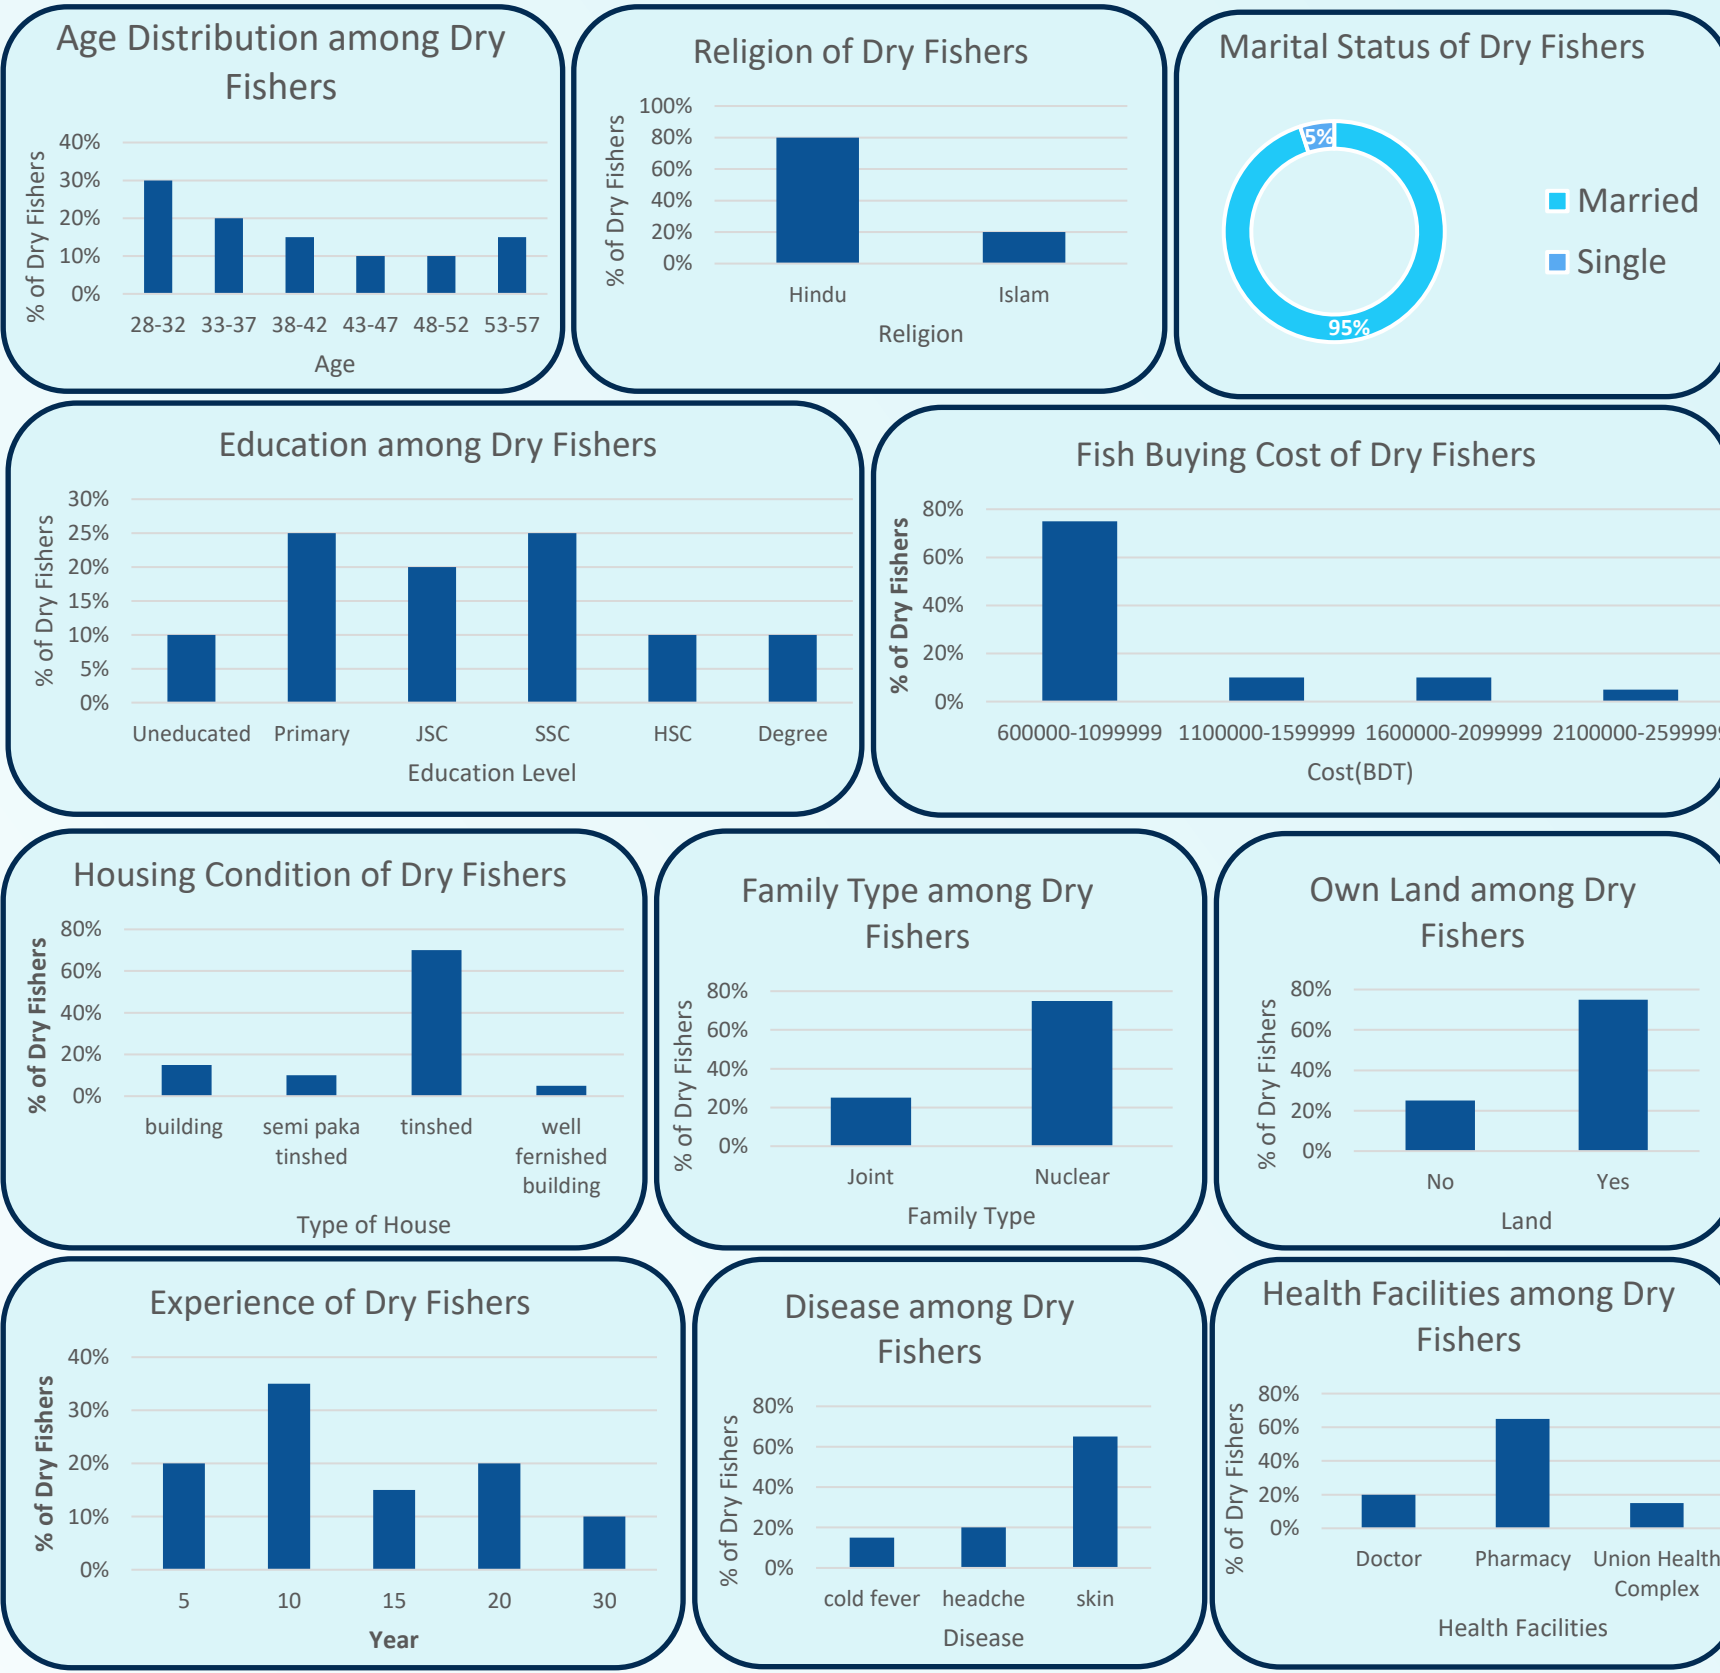 Age Distribution among Dry
Fishers
% of Dry Fishers
40%
30%
20%
10%
0%
28-32 33-37 38-42 43-47 48-52 53-57
Age
Religion of Dry Fishers
% of Dry Fishers
100%
80%
60%
40%
20%
0%
Hindu Islam
Religion
Marital Status of Dry Fishers
5%
95%
Married
Single
Education among Dry Fishers
% of Dry Fishers
30%
25%
20%
15%
10%
5%
0%
Uneducated Primary JSC SSC HSC Degree
Education Level
Fish Buying Cost of Dry Fishers
% of Dry Fishers
80%
60%
40%
20%
0%
600000-1099999 1100000-1599999 1600000-2099999 2100000-2599999
Cost(BDT)
Housing Condition of Dry Fishers
% of Dry Fishers
80%
60%
40%
20%
0%
building semi paka tinshed well
tinshed fernished
building
Type of House
Family Type among Dry
Fishers
% of Dry Fishers
80%
60%
40%
20%
0%
Joint Nuclear
Family Type
Own Land among Dry
Fishers
% of Dry Fishers
80%
60%
40%
20%
0%
No Yes
Land
Experience of Dry Fishers
% of Dry Fishers
40%
30%
20%
10%
0%
5 10 15 20 30
Year
Disease among Dry
Fishers
% of Dry Fishers
80%
60%
40%
20%
0%
cold fever headche skin
Disease
Health Facilities among Dry
Fishers
% of Dry Fishers
80%
60%
40%
20%
0%
Doctor Pharmacy Union Health
Complex
Health Facilities